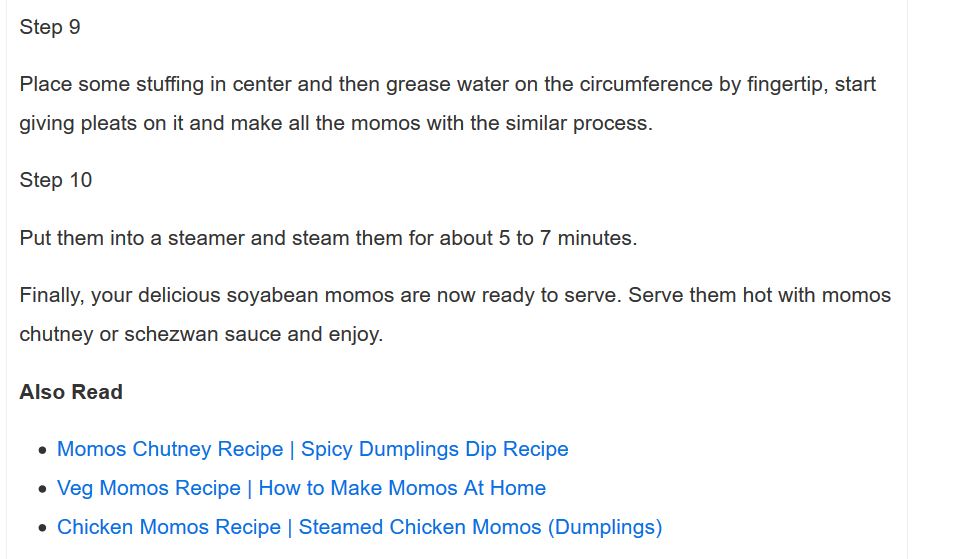 Step 9
Place some stuffing in center and then grease water on the circumference by fingertip, start
giving pleats on it and make all the momos with the similar process.
Step 10
Put them into a steamer and steam them for about 5 to 7 minutes.
Finally, your delicious soyabean momos are now ready to serve. Serve them hot with momos
chutney or schezwan sauce and enjoy.
Also Read
• Momos Chutney Recipe | Spicy Dumplings Dip Recipe
• Veg Momos Recipe | How to Make Momos At Home
• Chicken Momos Recipe | Steamed Chicken Momos (Dumplings)